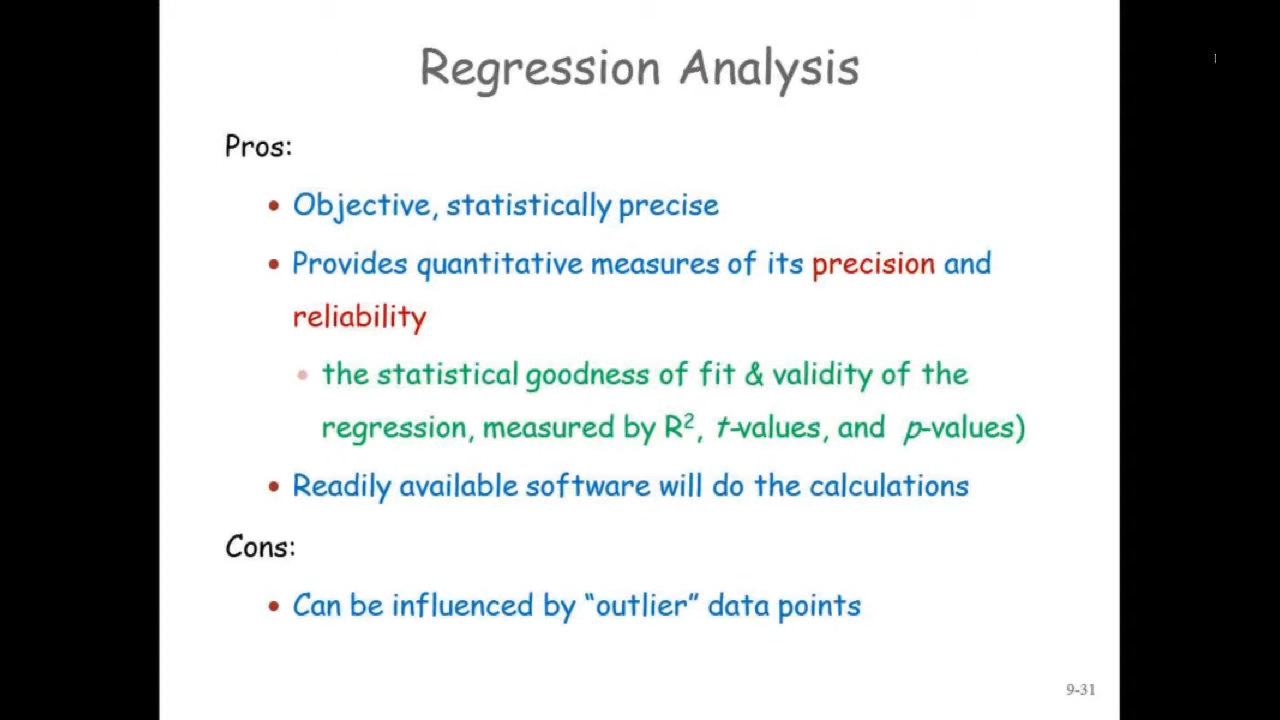 Regression Analysis
Pros:
• Objective, statistically precise
• Provides quantitative measures of its precision and
reliability
• the statistical goodness of fit & validity of the
regression, measured by R², t-values, and p-values)
• Readily available software will do the calculations
Cons:
• Can be influenced by “outlier” data points
9-31